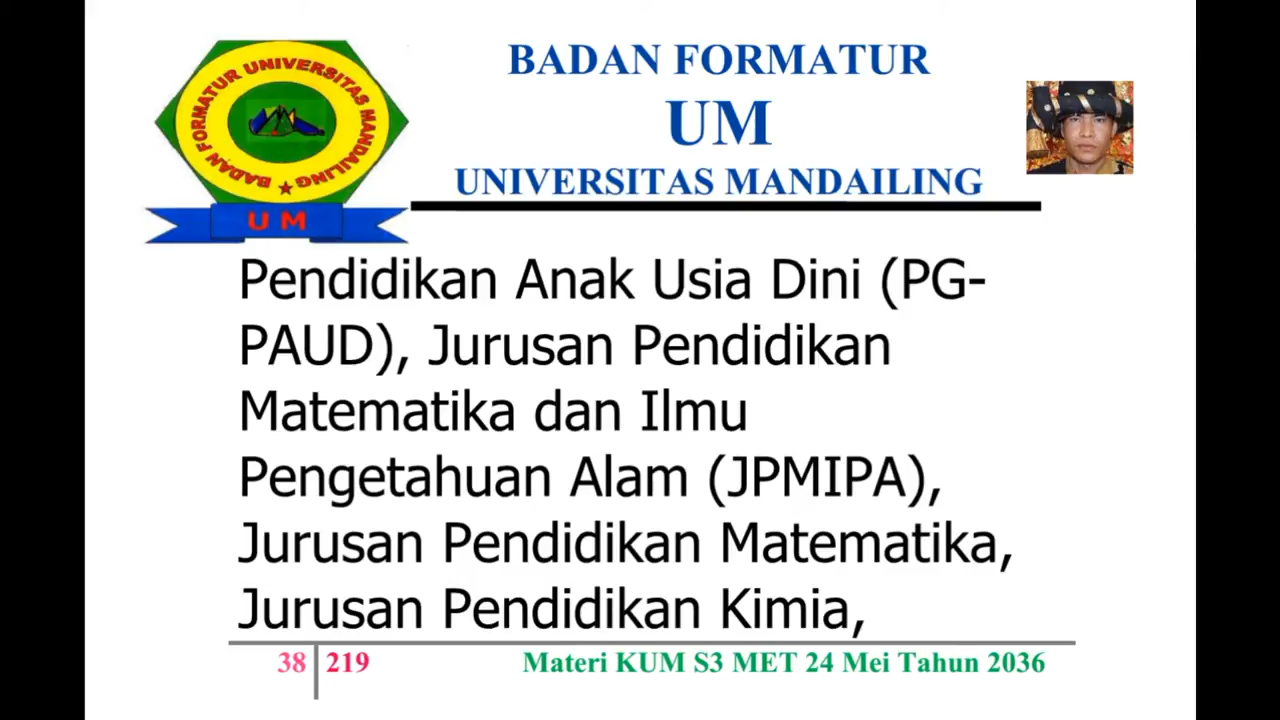 BADAN FORMATUR UNIVERSITAS MANDAILING
U M
BADAN FORMATUR
UM
UNIVERSITAS MANDAILING
Pendidikan Anak Usia Dini (PG-
PAUD), Jurusan Pendidikan
Matematika dan Ilmu
Pengetahuan Alam (JPMIPA),
Jurusan Pendidikan Matematika,
Jurusan Pendidikan Kimia,
38 219 Materi KUM S3 MET 24 Mei Tahun 2036